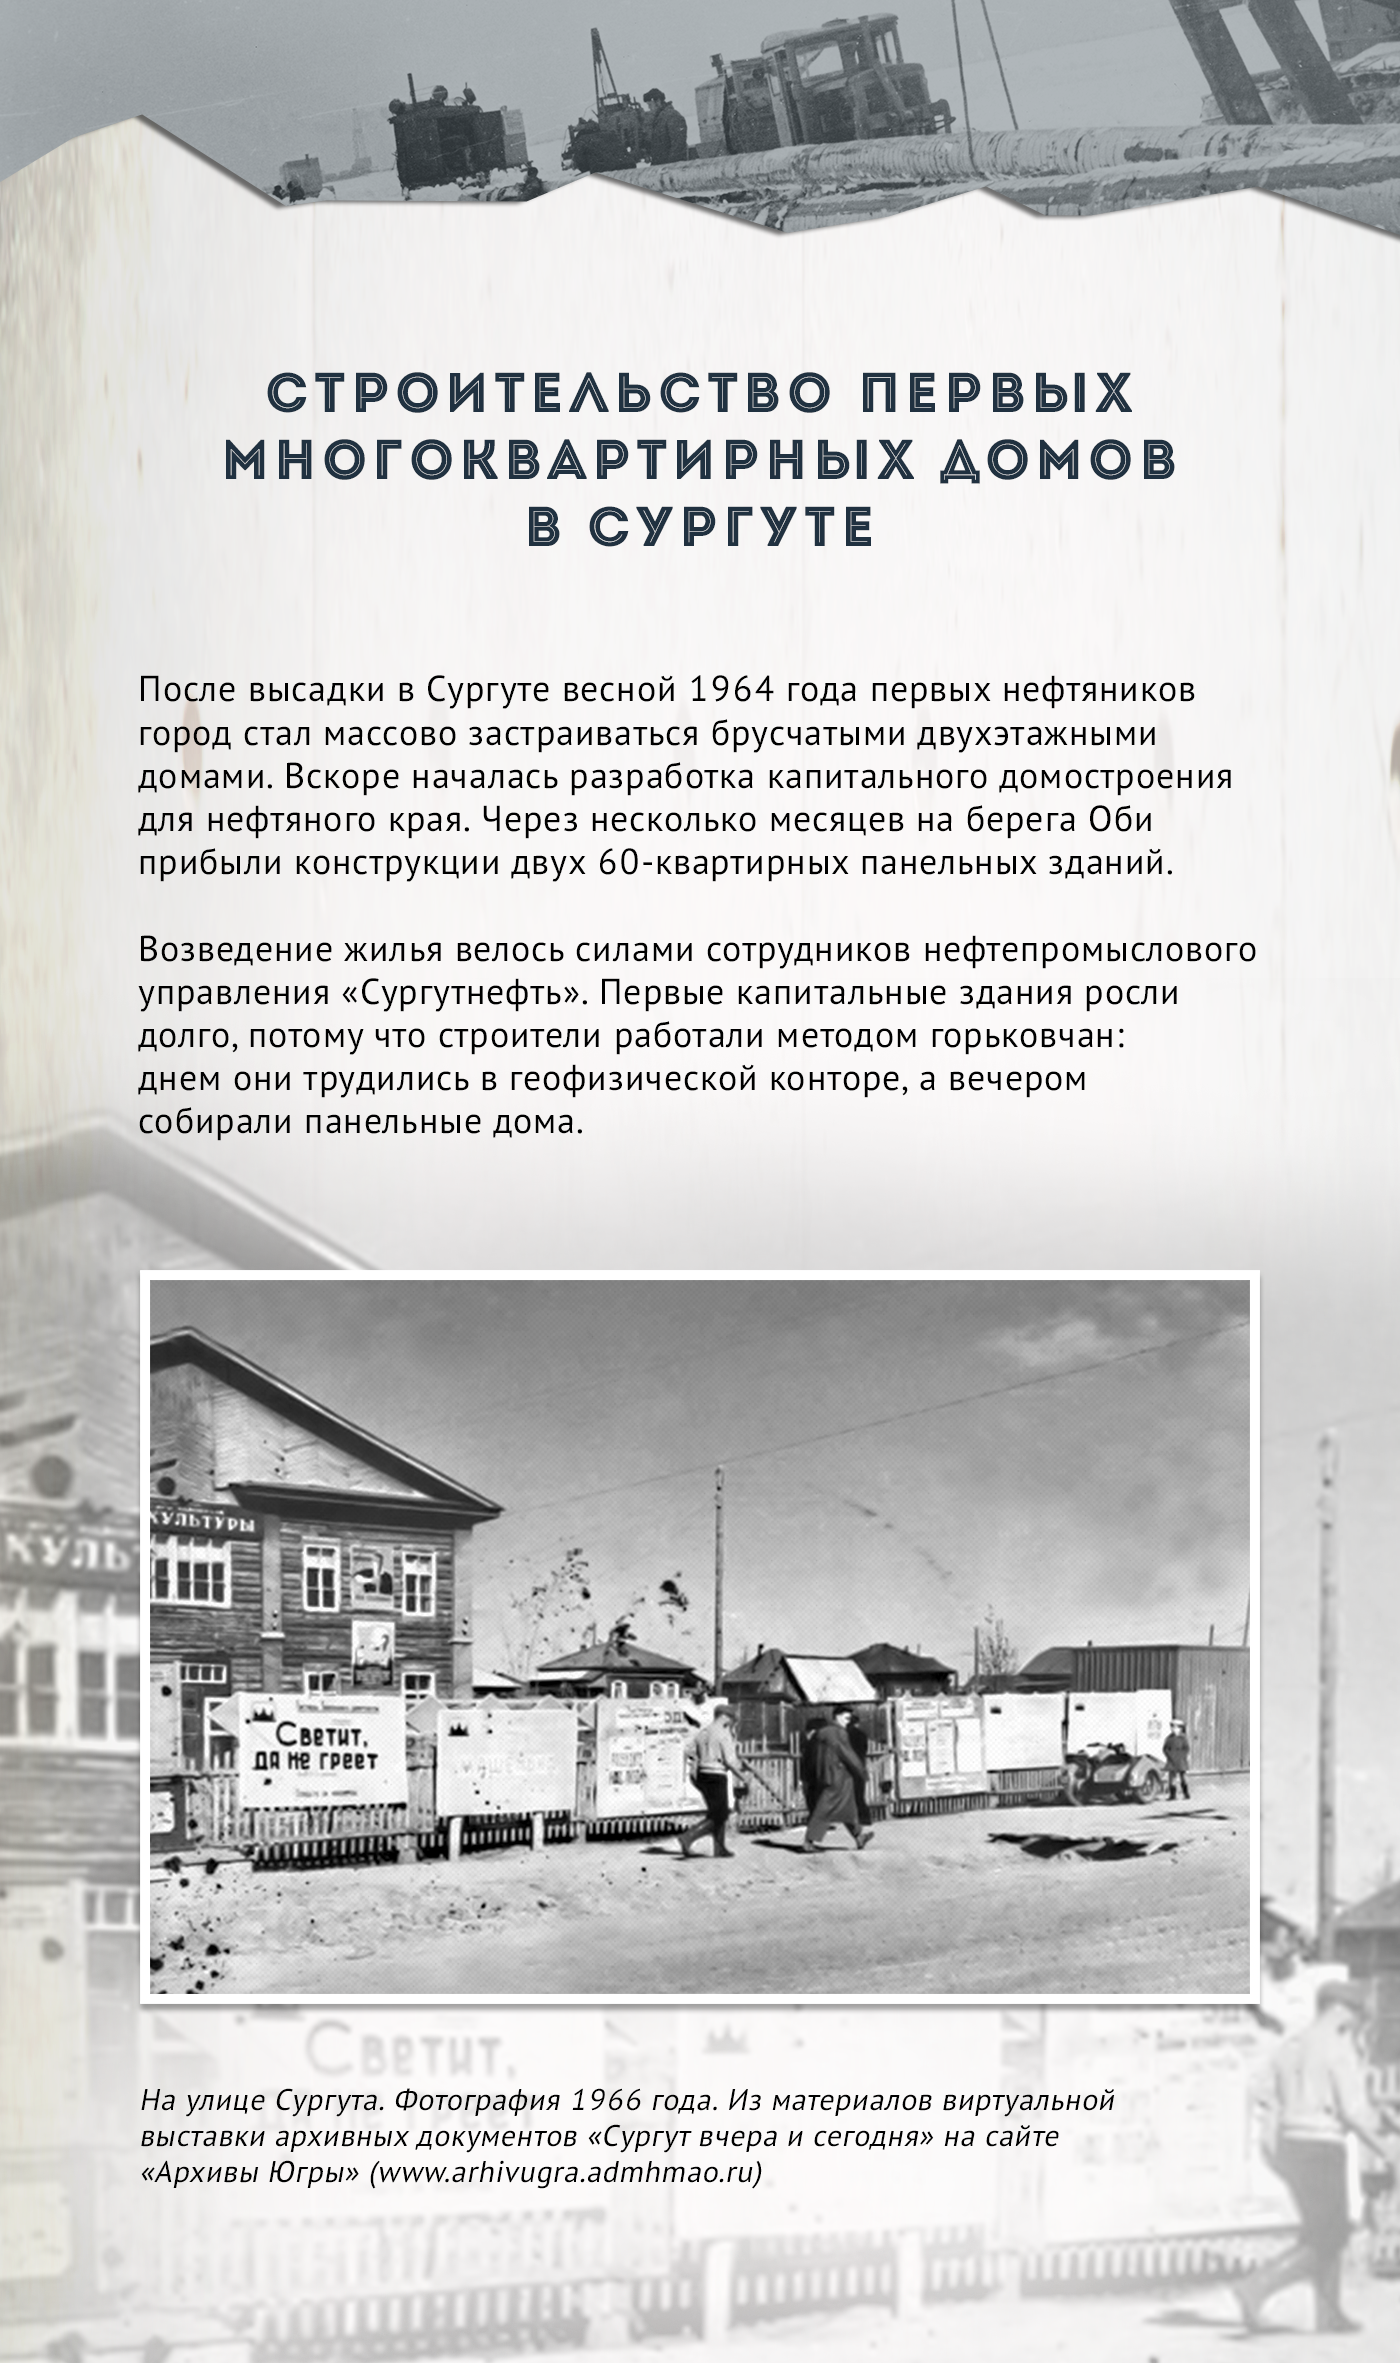 СТРОИТЕЛЬСТВО ПЕРВЫХ
МНОГОКВАРТИРНЫХ ДОМОВ
В СУРГУТЕ
После высадки в Сургуте весной 1964 года первых нефтяников
город стал массово застраиваться брусчатыми двухэтажными
домами. Вскоре началась разработка капитального домостроения
для нефтяного края. Через несколько месяцев на берега Оби
прибыли конструкции двух 60-квартирных панельных зданий.
Возведение жилья велось силами сотрудников нефтепромыслового
управления «Сургутнефть». Первые капитальные здания росли
долго, потому что строители работали методом горьковчан:
днем они трудились в геофизической конторе, а вечером
собирали панельные дома.
КУЛЬ
КУЛЬТУРЫ
Светит,
да не греет
Светит,
На улице Сургута. Фотография 1966 года. Из материалов виртуальной
выставки архивных документов «Сургут вчера и сегодня» на сайте
«Архивы Югры» (www.arhivugra.admhmao.ru)